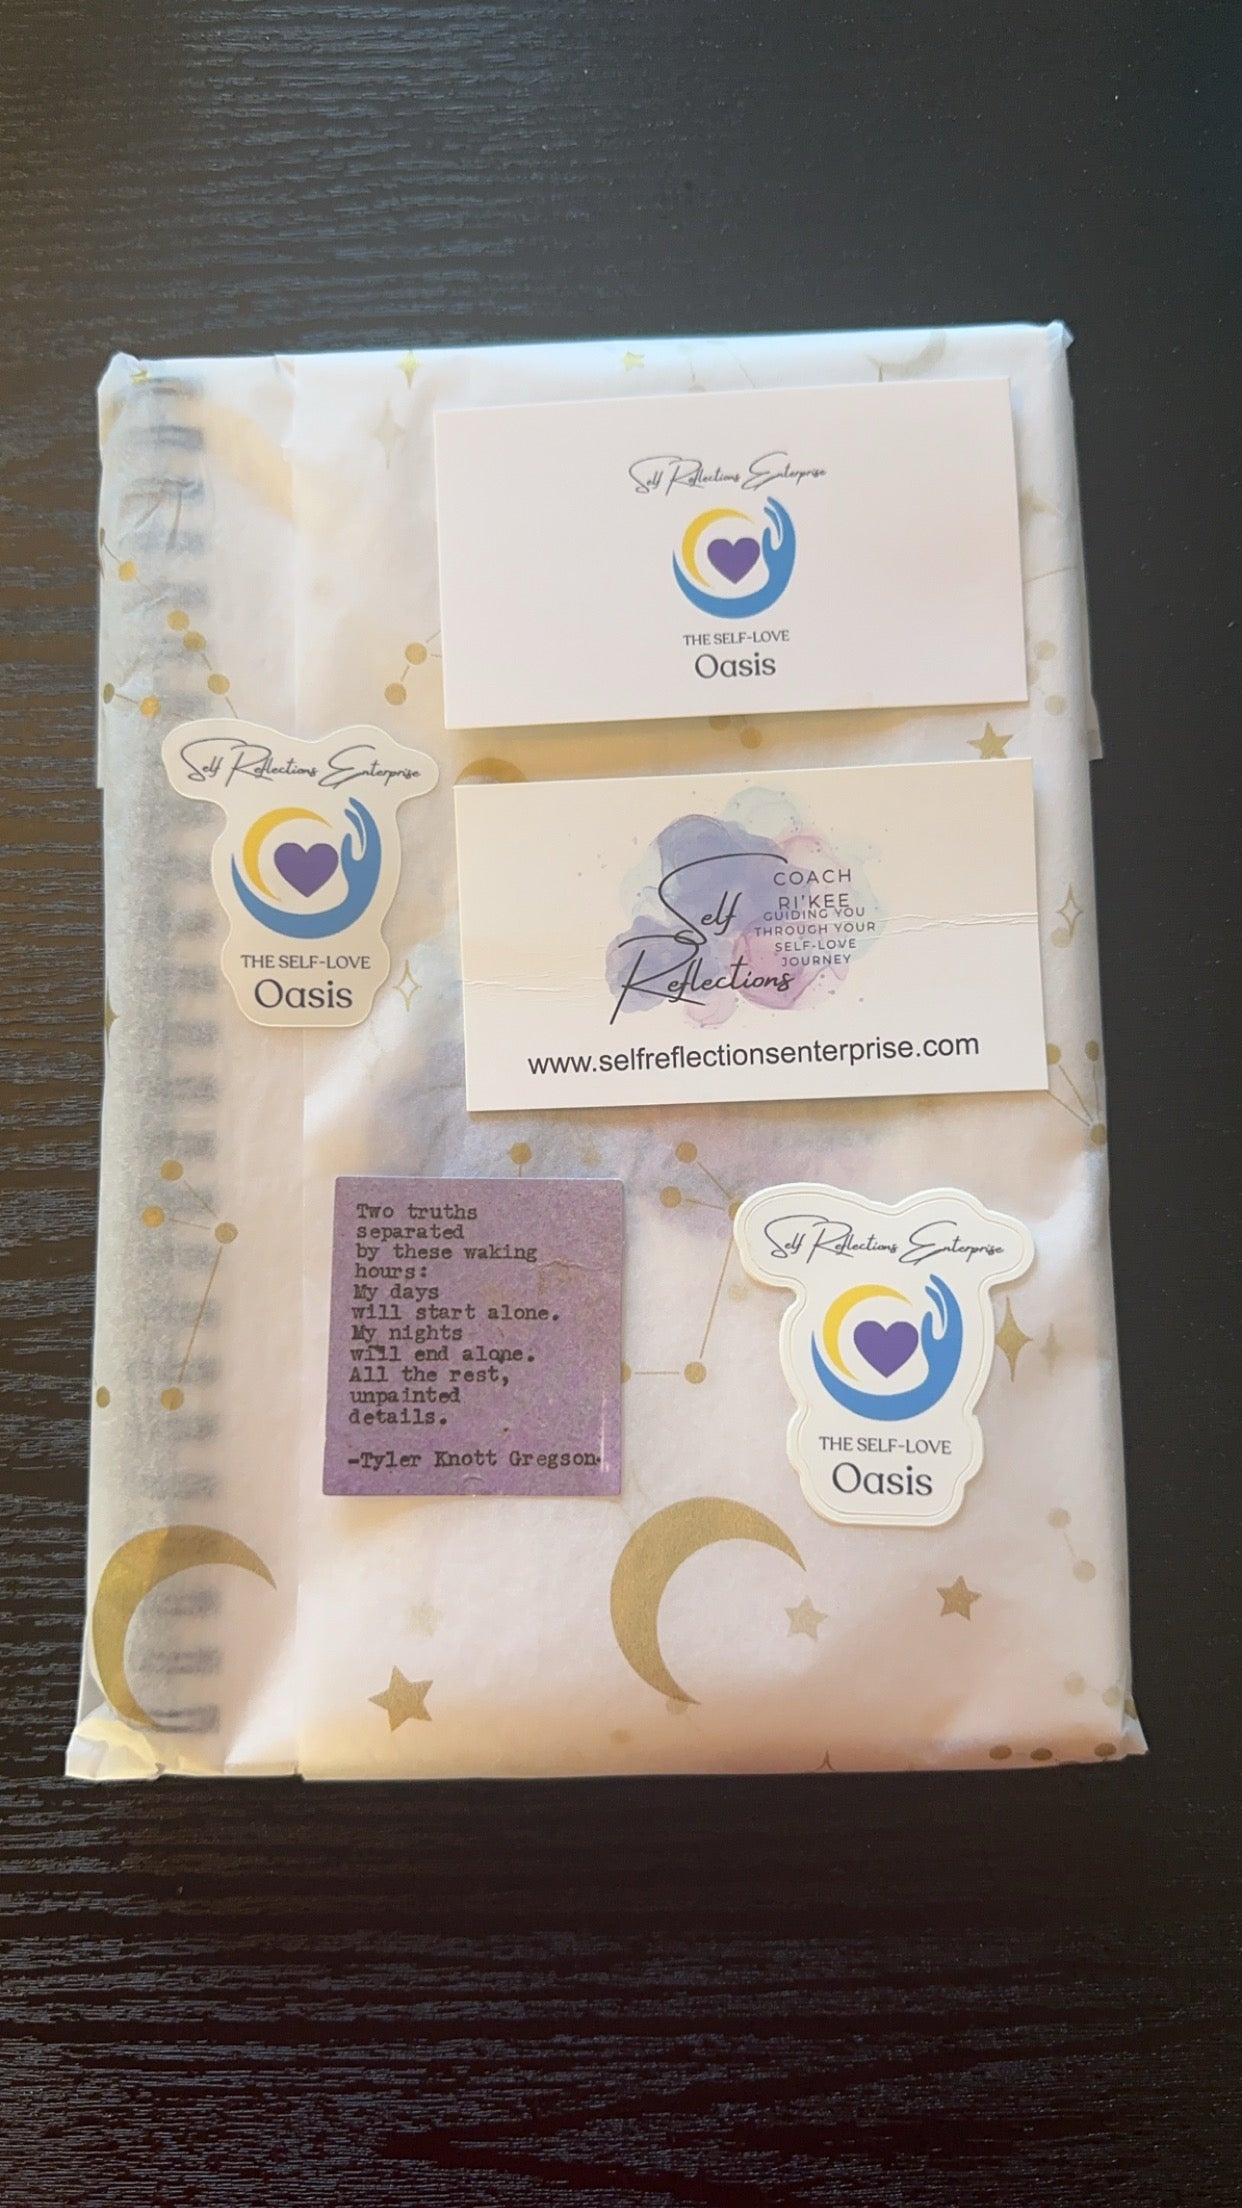 Self Reflections Enterprise
THE SELF-LOVE
Oasis
Self Reflections Enterprise
THE SELF-LOVE
Oasis
Self
Reflections
COACH
RI'KEE
GUIDING YOU
THROUGH YOUR
SELF-LOVE
JOURNEY
www.selfreflectionsenterprise.com
Two truths
separated
by these waking
hours:
My days
will start alone.
My nights
will end alone.
All the rest,
unpainted
details.
-Tyler Knott Gregson-
Self Reflections Enterprise
THE SELF-LOVE
Oasis